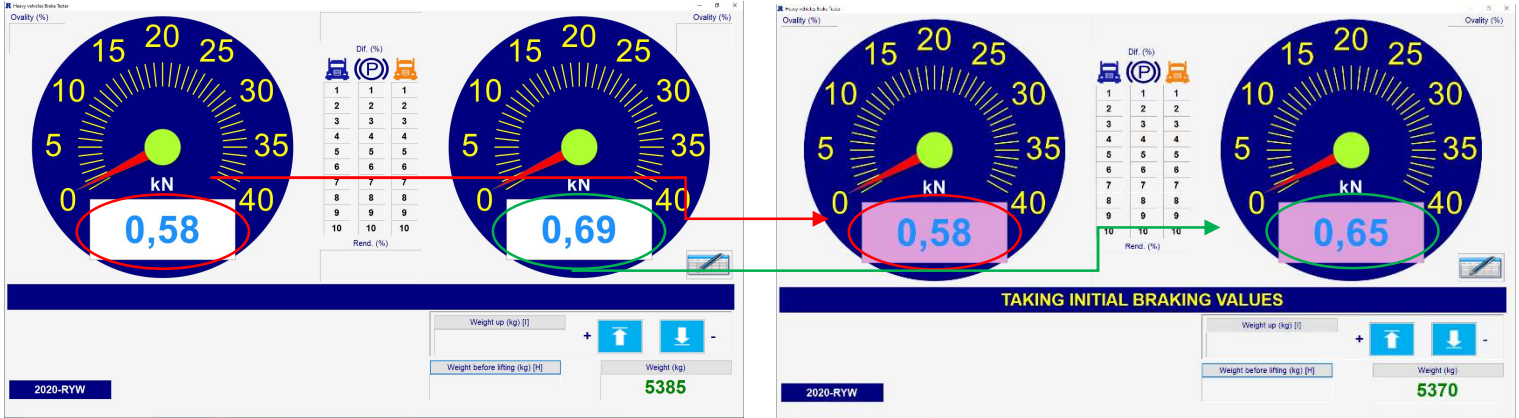 Heavy vehicles Brake Tester
Ovality (%)
Ovality (%)
0 5 10 15 20 25 30 35 40
kN
0,58
Dif. (%)
1 1 1
2 2 2
3 3 3
4 4 4
5 5 5
6 6 6
7 7 7
8 8 8
9 9 9
10 10 10
Rend. (%)
0 5 10 15 20 25 30 35 40
kN
0,69
Weight up (kg) [I]
+ -
Weight before lifting (kg) [H]
Weight (kg)
5385
2020-RYW
Heavy vehicles Brake Tester
Ovality (%)
Ovality (%)
0 5 10 15 20 25 30 35 40
kN
0,58
Dif. (%)
1 1 1
2 2 2
3 3 3
4 4 4
5 5 5
6 6 6
7 7 7
8 8 8
9 9 9
10 10 10
Rend. (%)
0 5 10 15 20 25 30 35 40
kN
0,65
TAKING INITIAL BRAKING VALUES
Weight up (kg) [I]
+ -
Weight before lifting (kg) [H]
Weight (kg)
5370
2020-RYW